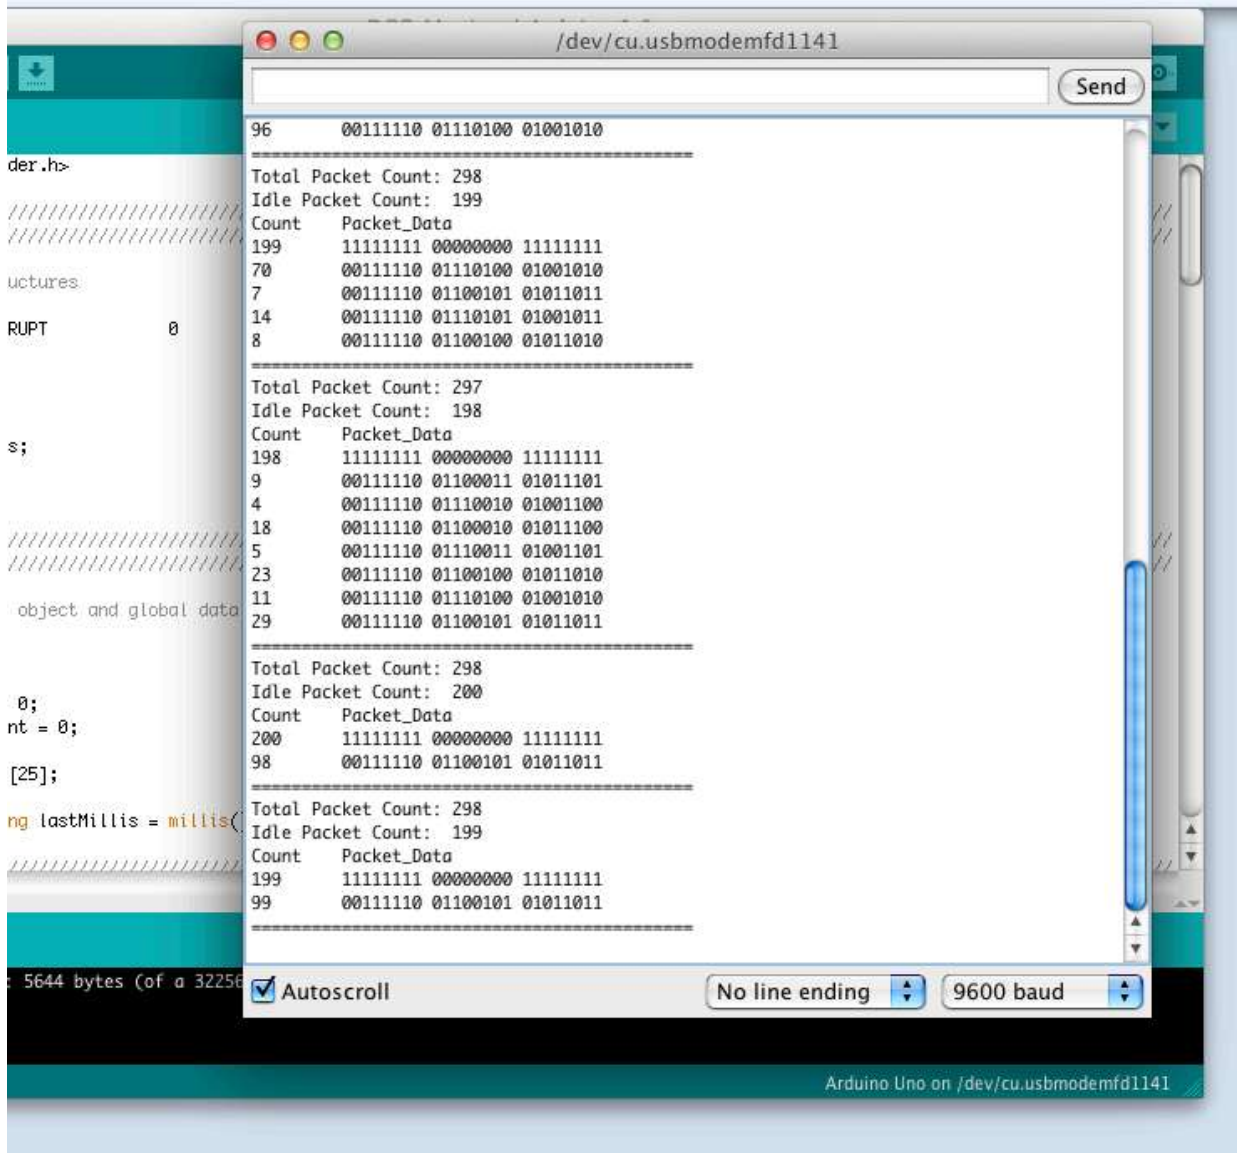 /dev/cu.usbmodemfd1141
Send
96 00111110 01110100 01001010
==============================================
Total Packet Count: 298
Idle Packet Count: 199
Count Packet_Data
199 11111111 00000000 11111111
70 00111110 01110100 01001010
7 00111110 01100101 01011011
14 00111110 01110101 01001011
8 00111110 01100100 01011010
==============================================
Total Packet Count: 297
Idle Packet Count: 198
Count Packet_Data
198 11111111 00000000 11111111
9 00111110 01100011 01011101
4 00111110 01110010 01001100
18 00111110 01100010 01011100
5 00111110 01110011 01001101
23 00111110 01100100 01011010
11 00111110 01110100 01001010
29 00111110 01100101 01011011
==============================================
Total Packet Count: 298
Idle Packet Count: 200
Count Packet_Data
200 11111111 00000000 11111111
98 00111110 01100101 01011011
==============================================
Total Packet Count: 298
Idle Packet Count: 199
Count Packet_Data
199 11111111 00000000 11111111
99 00111110 01100101 01011011
==============================================
Autoscroll
No line ending
9600 baud
der.h>
////////////////////////
////////////////////////
uctures
RUPT 0
s;
////////////////////////
////////////////////////
object and global data
0;
nt = 0;
[25];
ng lastMillis = millis(
////////////////////////
: 5644 bytes (of a 32256
Arduino Uno on /dev/cu.usbmodemfd1141